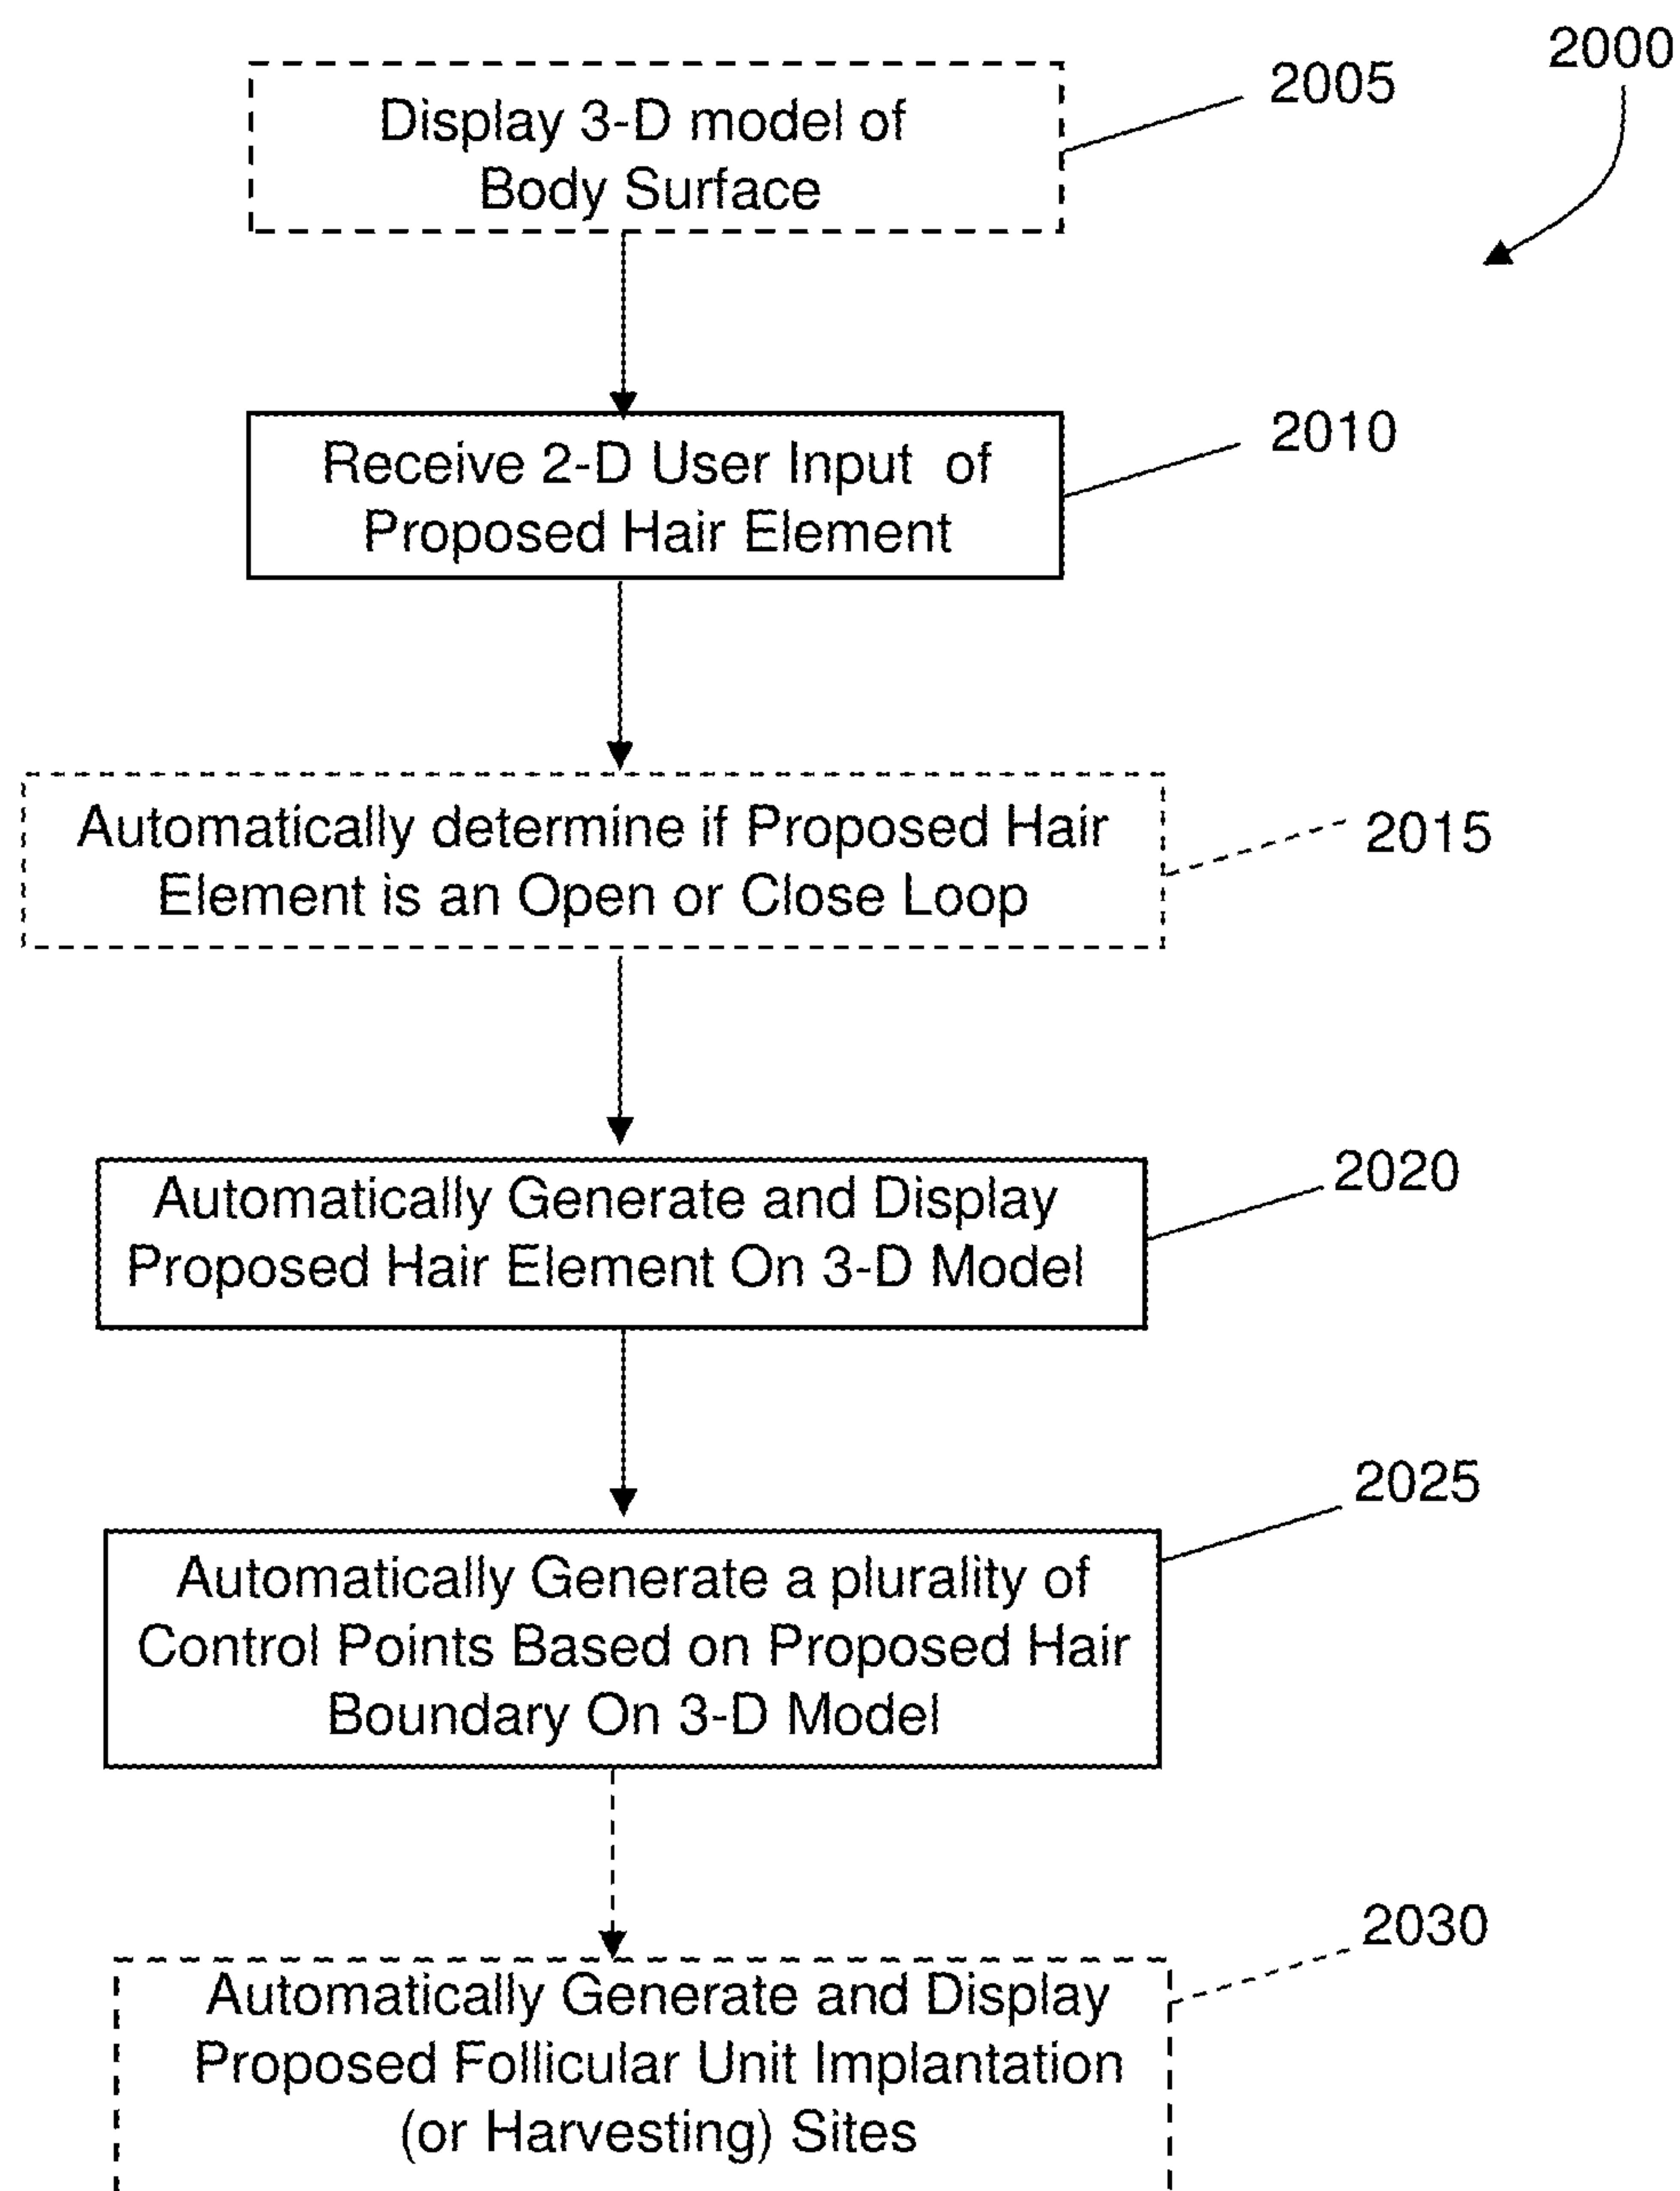 2000
Display 3-D model of
Body Surface
2005
Receive 2-D User Input of
Proposed Hair Element
2010
Automatically determine if Proposed Hair
Element is an Open or Close Loop
2015
Automatically Generate and Display
Proposed Hair Element On 3-D Model
2020
Automatically Generate a plurality of
Control Points Based on Proposed Hair
Boundary On 3-D Model
2025
Automatically Generate and Display
Proposed Follicular Unit Implantation
(or Harvesting) Sites
2030